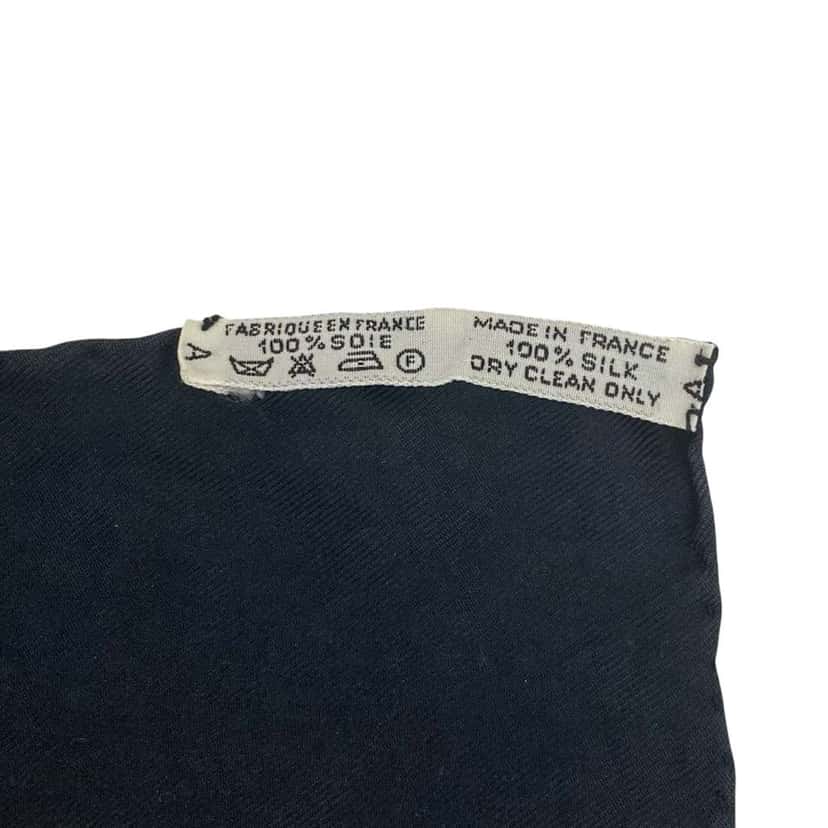 FABRIQUE EN FRANCE
100% SOIE
A
F
MADE IN FRANCE
100% SILK
DRY CLEAN ONLY